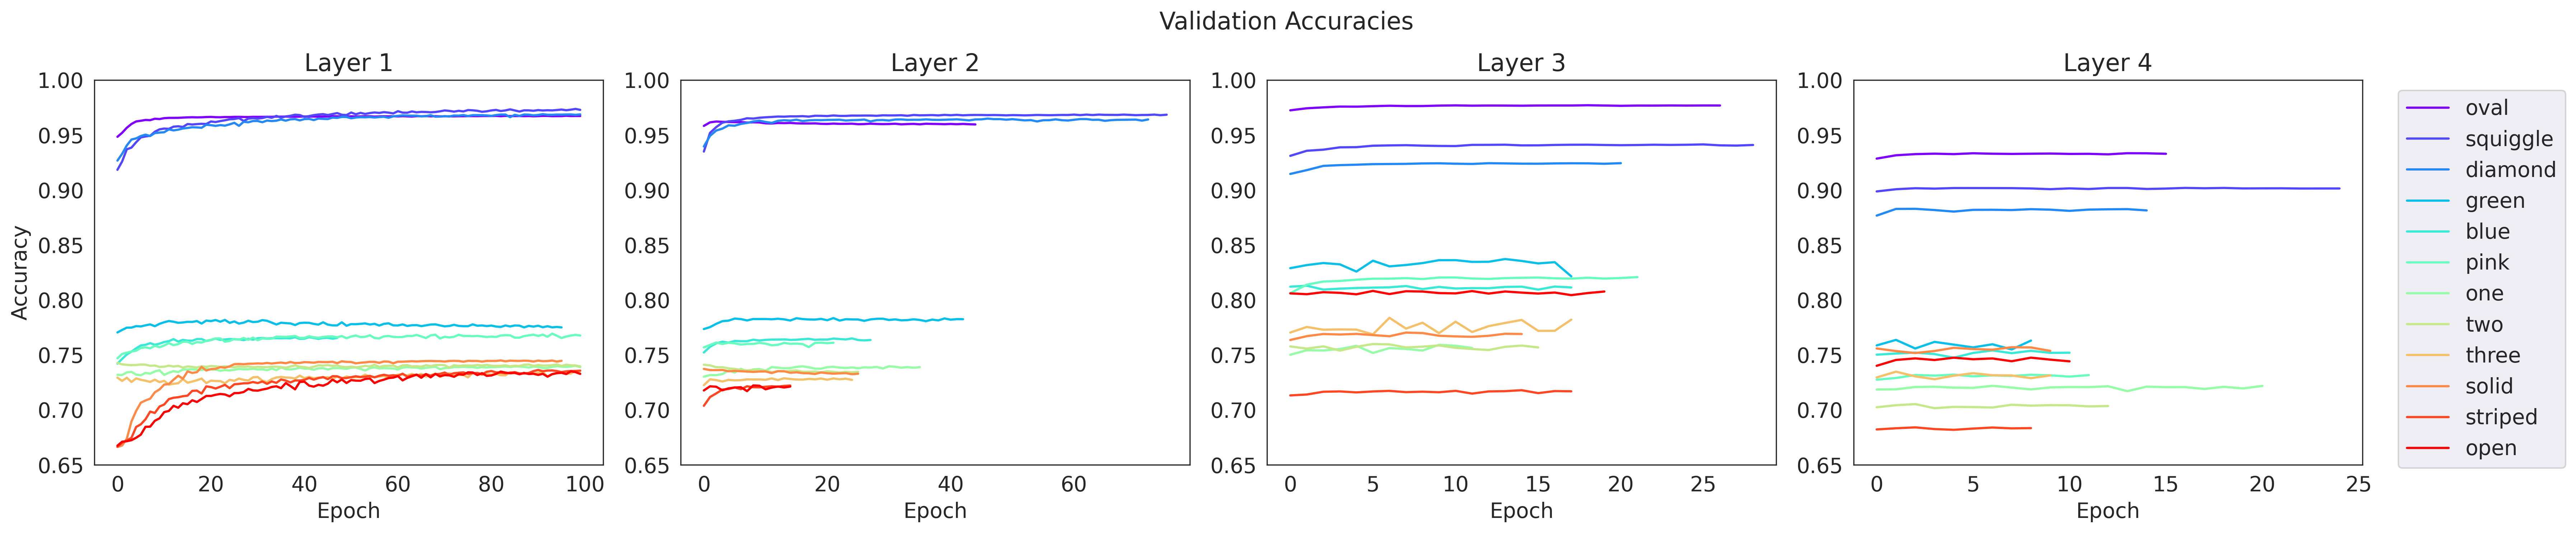 Validation Accuracies
Layer 1
Layer 2
Layer 3
Layer 4
1.00
0.95
0.90
0.85
0.80
0.75
0.70
0.65
Accuracy
0 20 40 60 80 100
Epoch
1.00
0.95
0.90
0.85
0.80
0.75
0.70
0.65
0 20 40 60
Epoch
1.00
0.95
0.90
0.85
0.80
0.75
0.70
0.65
0 5 10 15 20 25
Epoch
1.00
0.95
0.90
0.85
0.80
0.75
0.70
0.65
0 5 10 15 20 25
Epoch
oval
squiggle
diamond
green
blue
pink
one
two
three
solid
striped
open